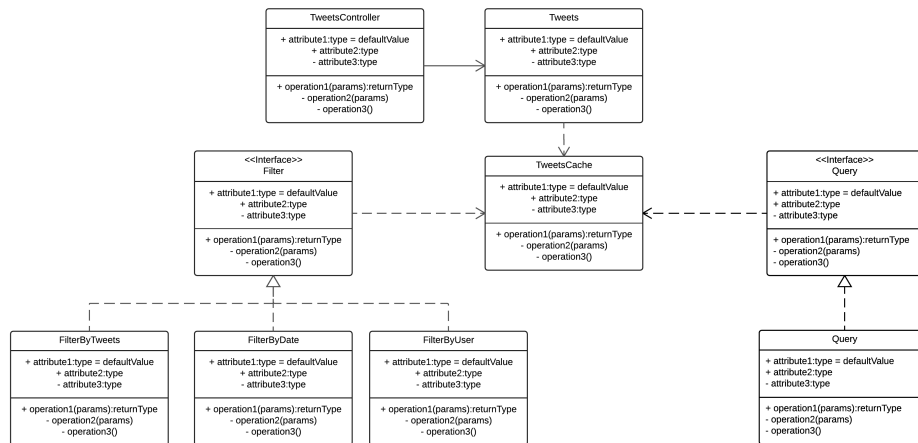 TweetsController
+ attribute1:type = defaultValue
+ attribute2:type
- attribute3:type
+ operation1(params):returnType
- operation2(params)
- operation3()
Tweets
+ attribute1:type = defaultValue
+ attribute2:type
- attribute3:type
+ operation1(params):returnType
- operation2(params)
- operation3()
<<Interface>>
Filter
+ attribute1:type = defaultValue
+ attribute2:type
- attribute3:type
+ operation1(params):returnType
- operation2(params)
- operation3()
TweetsCache
+ attribute1:type = defaultValue
+ attribute2:type
- attribute3:type
+ operation1(params):returnType
- operation2(params)
- operation3()
<<Interface>>
Query
+ attribute1:type = defaultValue
+ attribute2:type
- attribute3:type
+ operation1(params):returnType
- operation2(params)
- operation3()
FilterByTweets
+ attribute1:type = defaultValue
+ attribute2:type
- attribute3:type
+ operation1(params):returnType
- operation2(params)
- operation3()
FilterByDate
+ attribute1:type = defaultValue
+ attribute2:type
- attribute3:type
+ operation1(params):returnType
- operation2(params)
- operation3()
FilterByUser
+ attribute1:type = defaultValue
+ attribute2:type
- attribute3:type
+ operation1(params):returnType
- operation2(params)
- operation3()
Query
+ attribute1:type = defaultValue
+ attribute2:type
- attribute3:type
+ operation1(params):returnType
- operation2(params)
- operation3()